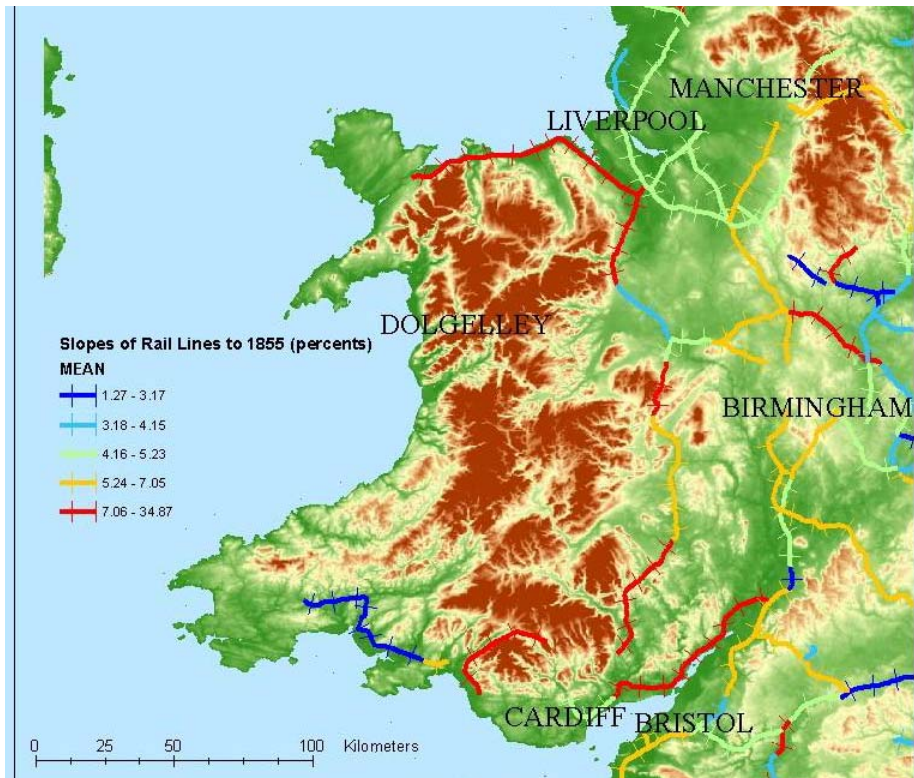 MANCHESTER
LIVERPOOL
DOLGELLEY
Slopes of Rail Lines to 1855 (percents)
MEAN
1.27 - 3.17
3.18 - 4.15
4.16 - 5.23
5.24 - 7.05
7.06 - 34.87
BIRMINGHAM
CARDIFF
BRISTOL
0 25 50 100 Kilometers